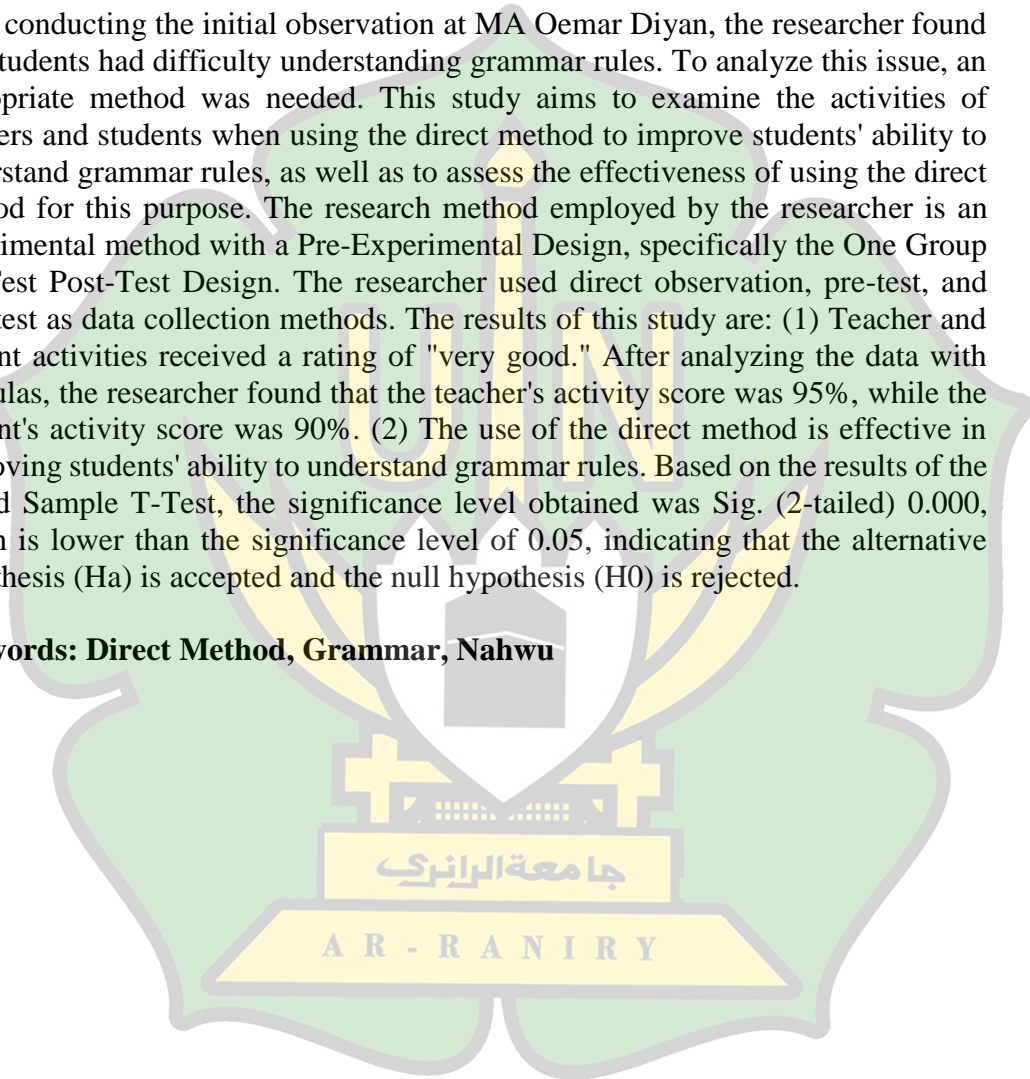 conducting the initial observation at MA Oemar Diyan, the researcher found
tudents had difficulty understanding grammar rules. To analyze this issue, an
opriate method was needed. This study aims to examine the activities of
ers and students when using the direct method to improve students' ability to
rstand grammar rules, as well as to assess the effectiveness of using the direct
od for this purpose. The research method employed by the researcher is an
imental method with a Pre-Experimental Design, specifically the One Group
Test Post-Test Design. The researcher used direct observation, pre-test, and
test as data collection methods. The results of this study are: (1) Teacher and
nt activities received a rating of "very good." After analyzing the data with
ulas, the researcher found that the teacher's activity score was 95%, while the
nt's activity score was 90%. (2) The use of the direct method is effective in
oving students' ability to understand grammar rules. Based on the results of the
d Sample T-Test, the significance level obtained was Sig. (2-tailed) 0.000,
is lower than the significance level of 0.05, indicating that the alternative
thesis (Ha) is accepted and the null hypothesis (H0) is rejected.
words: Direct Method, Grammar, Nahwu
UIN
جامعة الرانري
AR-RANIRY